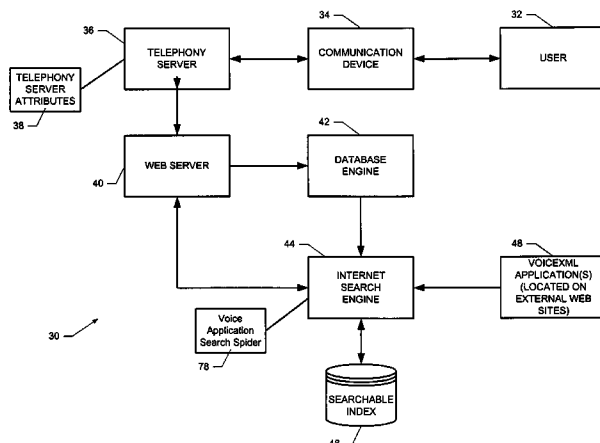 36
34
32
TELEPHONY
SERVER
COMMUNICATION
DEVICE
USER
TELEPHONY
SERVER
ATTRIBUTES
38
42
WEB SERVER
DATABASE
ENGINE
40
44
48
INTERNET
SEARCH
ENGINE
VOICEXML
APPLICATION(S)
(LOCATED ON
EXTERNAL WEB
SITES)
Voice
Application
Search Spider
30
78
SEARCHABLE
INDEX